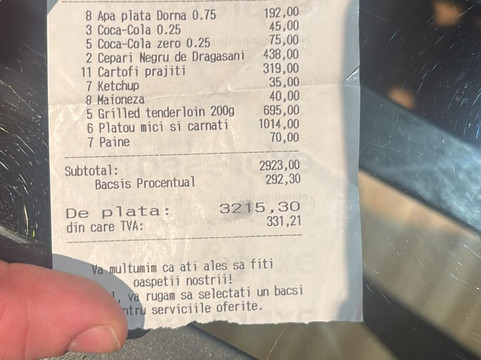 8 Apa plata Dorna 0.75 192,00
3 Coca-Cola 0.25 45,00
5 Coca-Cola zero 0.25 75,00
2 Cepari Negru de Dragasani 438,00
11 Cartofi prajiti 319,00
7 Ketchup 35,00
8 Maioneza 40,00
5 Grilled tenderloin 200g 695,00
6 Platou mici si carnati 1014,00
7 Paine 70,00
Subtotal: 2923,00
Bacsis Procentual 292,30
De plata: 3215,30
din care TVA: 331,21
Va multumim ca ati ales sa fiti
oaspetii nostrii!
va rugam sa selectati un bacsi
serviciile oferite.